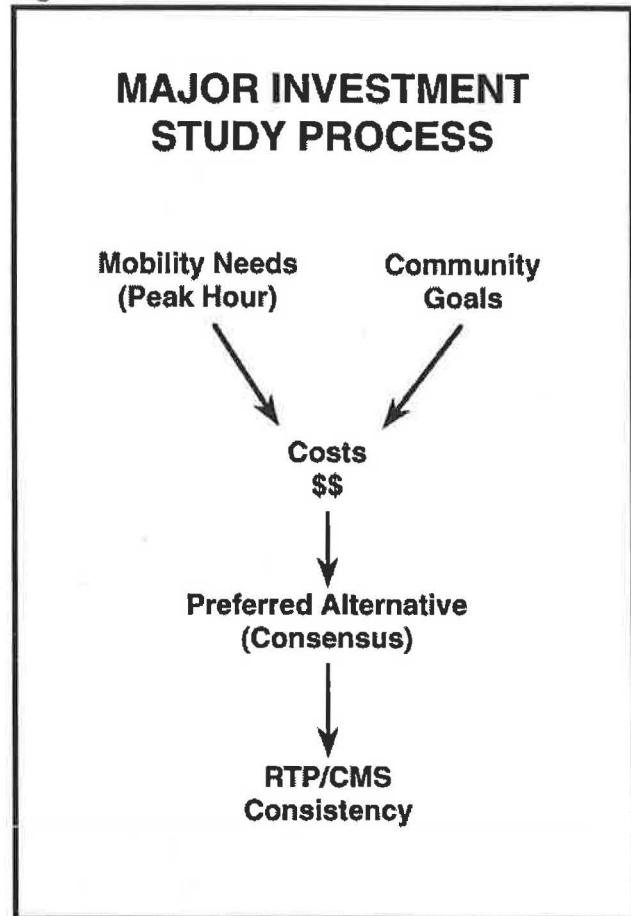 MAJOR INVESTMENT
STUDY PROCESS
Mobility Needs
(Peak Hour)
Community
Goals
Costs
$$
Preferred Alternative
(Consensus)
RTP/CMS
Consistency